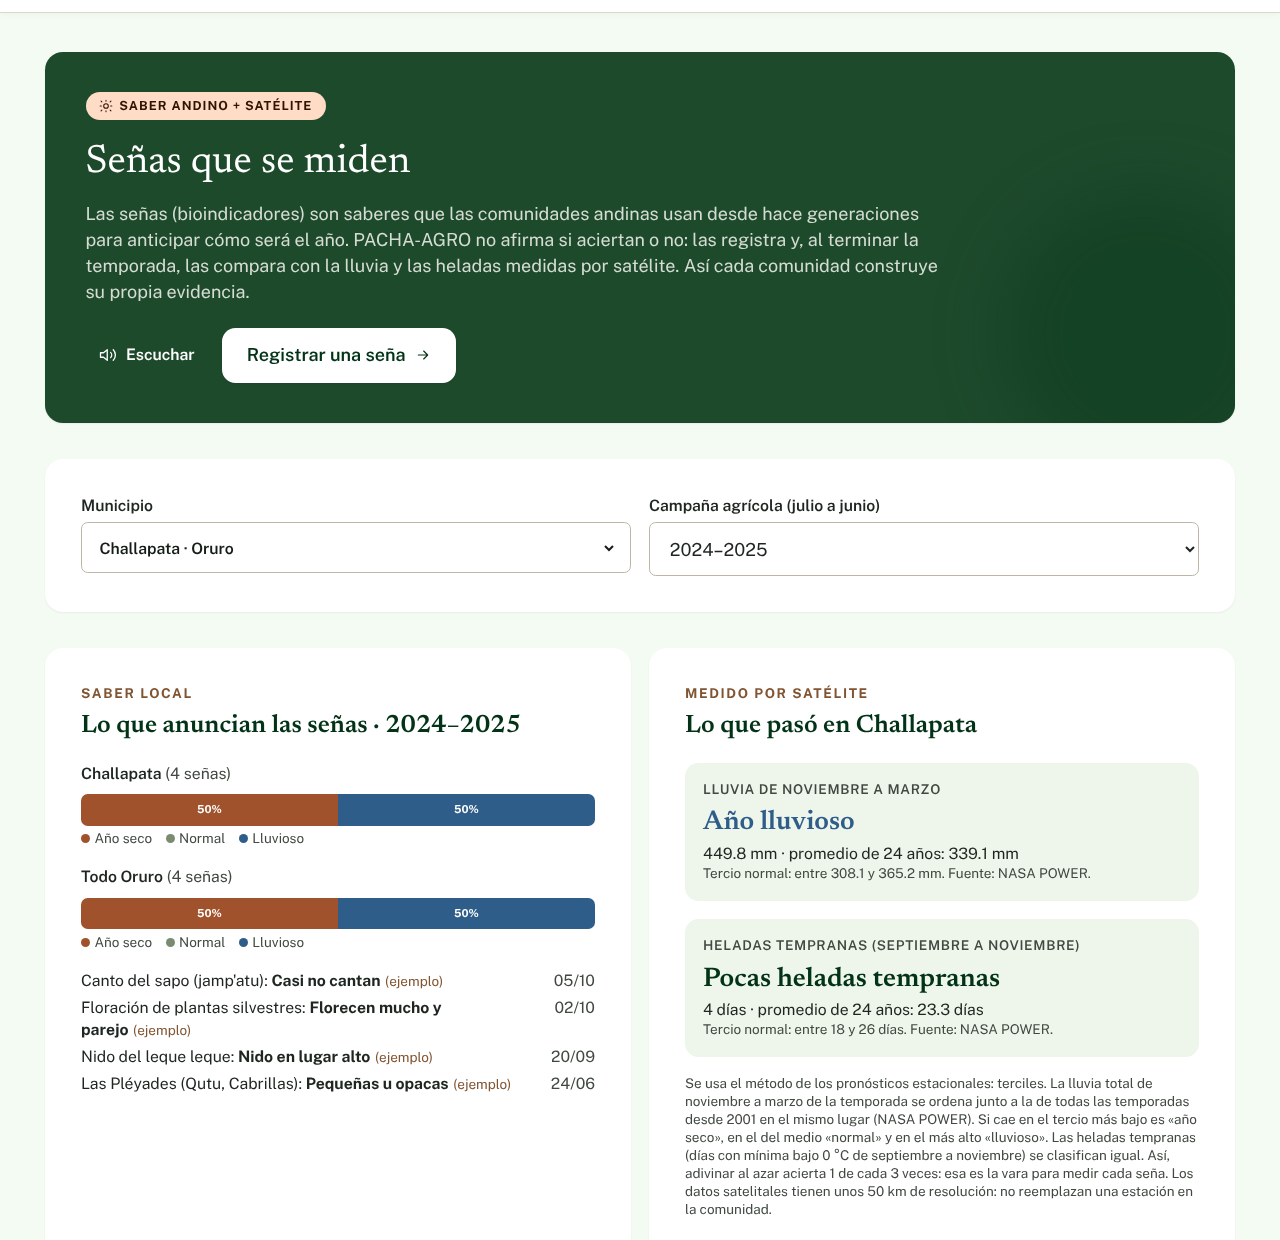 SABER ANDINO + SATÉLITE
Señas que se miden
Las señas (bioindicadores) son saberes que las comunidades andinas usan desde hace generaciones
para anticipar cómo será el año. PACHA-AGRO no afirma si aciertan o no: las registra y, al terminar la
temporada, las compara con la lluvia y las heladas medidas por satélite. Así cada comunidad construye
su propia evidencia.
Escuchar
Registrar una seña →
Municipio
Challapata · Oruro
Campaña agrícola (julio a junio)
2024–2025
SABER LOCAL
Lo que anuncian las señas · 2024–2025
Challapata (4 señas)
50% 50%
Año seco Normal Lluvioso
Todo Oruro (4 señas)
50% 50%
Año seco Normal Lluvioso
Canto del sapo (jamp'atu): Casi no cantan (ejemplo) 05/10
Floración de plantas silvestres: Florecen mucho y 02/10
parejo (ejemplo)
Nido del leque leque: Nido en lugar alto (ejemplo) 20/09
Las Pléyades (Qutu, Cabrillas): Pequeñas u opacas (ejemplo) 24/06
MEDIDO POR SATÉLITE
Lo que pasó en Challapata
LLUVIA DE NOVIEMBRE A MARZO
Año lluvioso
449.8 mm · promedio de 24 años: 339.1 mm
Tercio normal: entre 308.1 y 365.2 mm. Fuente: NASA POWER.
HELADAS TEMPRANAS (SEPTIEMBRE A NOVIEMBRE)
Pocas heladas tempranas
4 días · promedio de 24 años: 23.3 días
Tercio normal: entre 18 y 26 días. Fuente: NASA POWER.
Se usa el método de los pronósticos estacionales: terciles. La lluvia total de
noviembre a marzo de la temporada se ordena junto a la de todas las temporadas
desde 2001 en el mismo lugar (NASA POWER). Si cae en el tercio más bajo es «año
seco», en el del medio «normal» y en el más alto «lluvioso». Las heladas tempranas
(días con mínima bajo 0 °C de septiembre a noviembre) se clasifican igual. Así,
adivinar al azar acierta 1 de cada 3 veces: esa es la vara para medir cada seña. Los
datos satelitales tienen unos 50 km de resolución: no reemplazan una estación en
la comunidad.